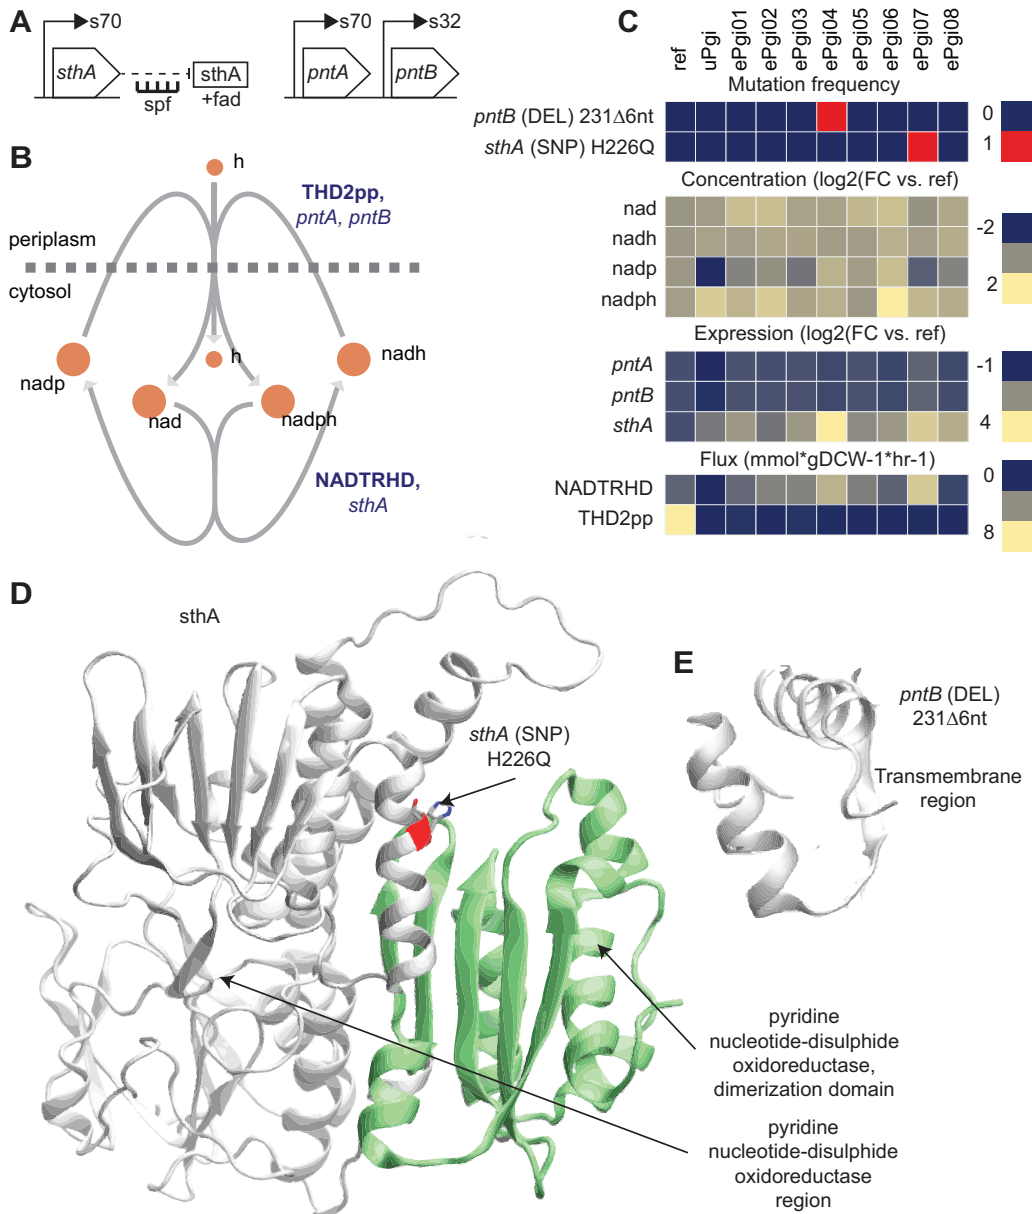 A
s70
s70
s32
sthA
sthA
pntA
pntB
spf
+fad
B
h
THD2pp,
pntA, pntB
periplasm
cytosol
h
nadh
nadp
nad
nadph
NADTRHD,
sthA
C
ref
uPgi
ePgi01
ePgi02
ePgi03
ePgi04
ePgi05
ePgi06
ePgi07
ePgi08
Mutation frequency
pntB (DEL) 231Δ6nt
0
sthA (SNP) H226Q
1
Concentration (log2(FC vs. ref)
nad
-2
nadh
nadp
2
nadph
Expression (log2(FC vs. ref)
pntA
-1
pntB
sthA
4
Flux (mmol*gDCW-1*hr-1)
NADTRHD
0
THD2pp
8
D
sthA
sthA (SNP)
H226Q
pyridine
nucleotide-disulphide
oxidoreductase,
dimerization domain
pyridine
nucleotide-disulphide
oxidoreductase
region
E
pntB (DEL)
231Δ6nt
Transmembrane
region